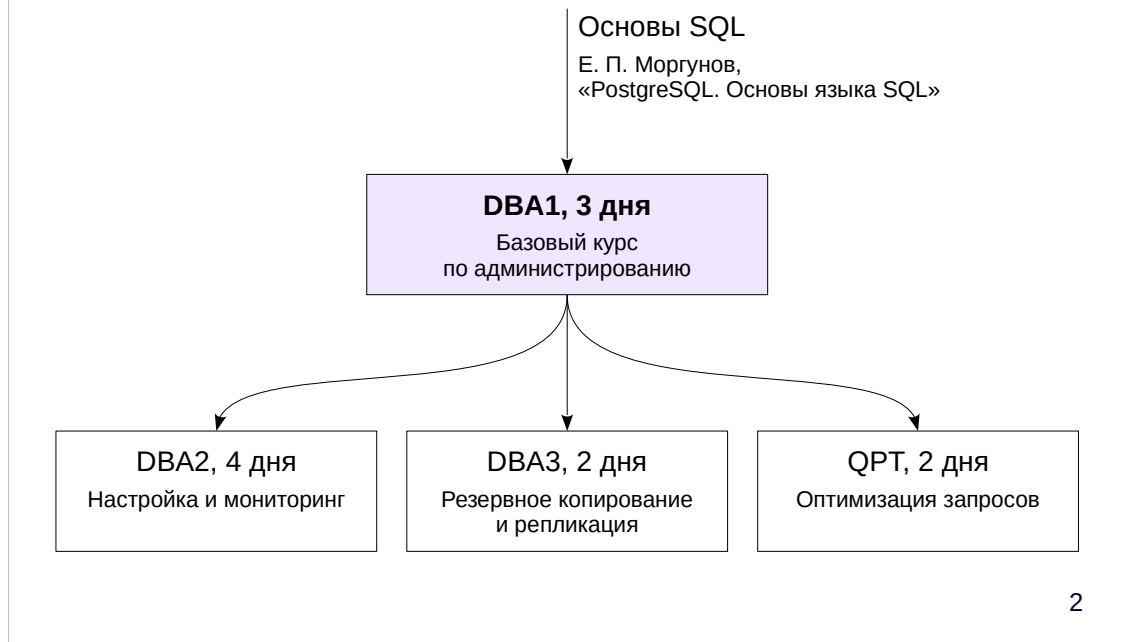 Основы SQL
Е. П. Моргунов,
«PostgreSQL. Основы языка SQL»
DBA1, 3 дня
Базовый курс
по администрированию
DBA2, 4 дня
Настройка и мониторинг
DBA3, 2 дня
Резервное копирование
и репликация
QPT, 2 дня
Оптимизация запросов
2